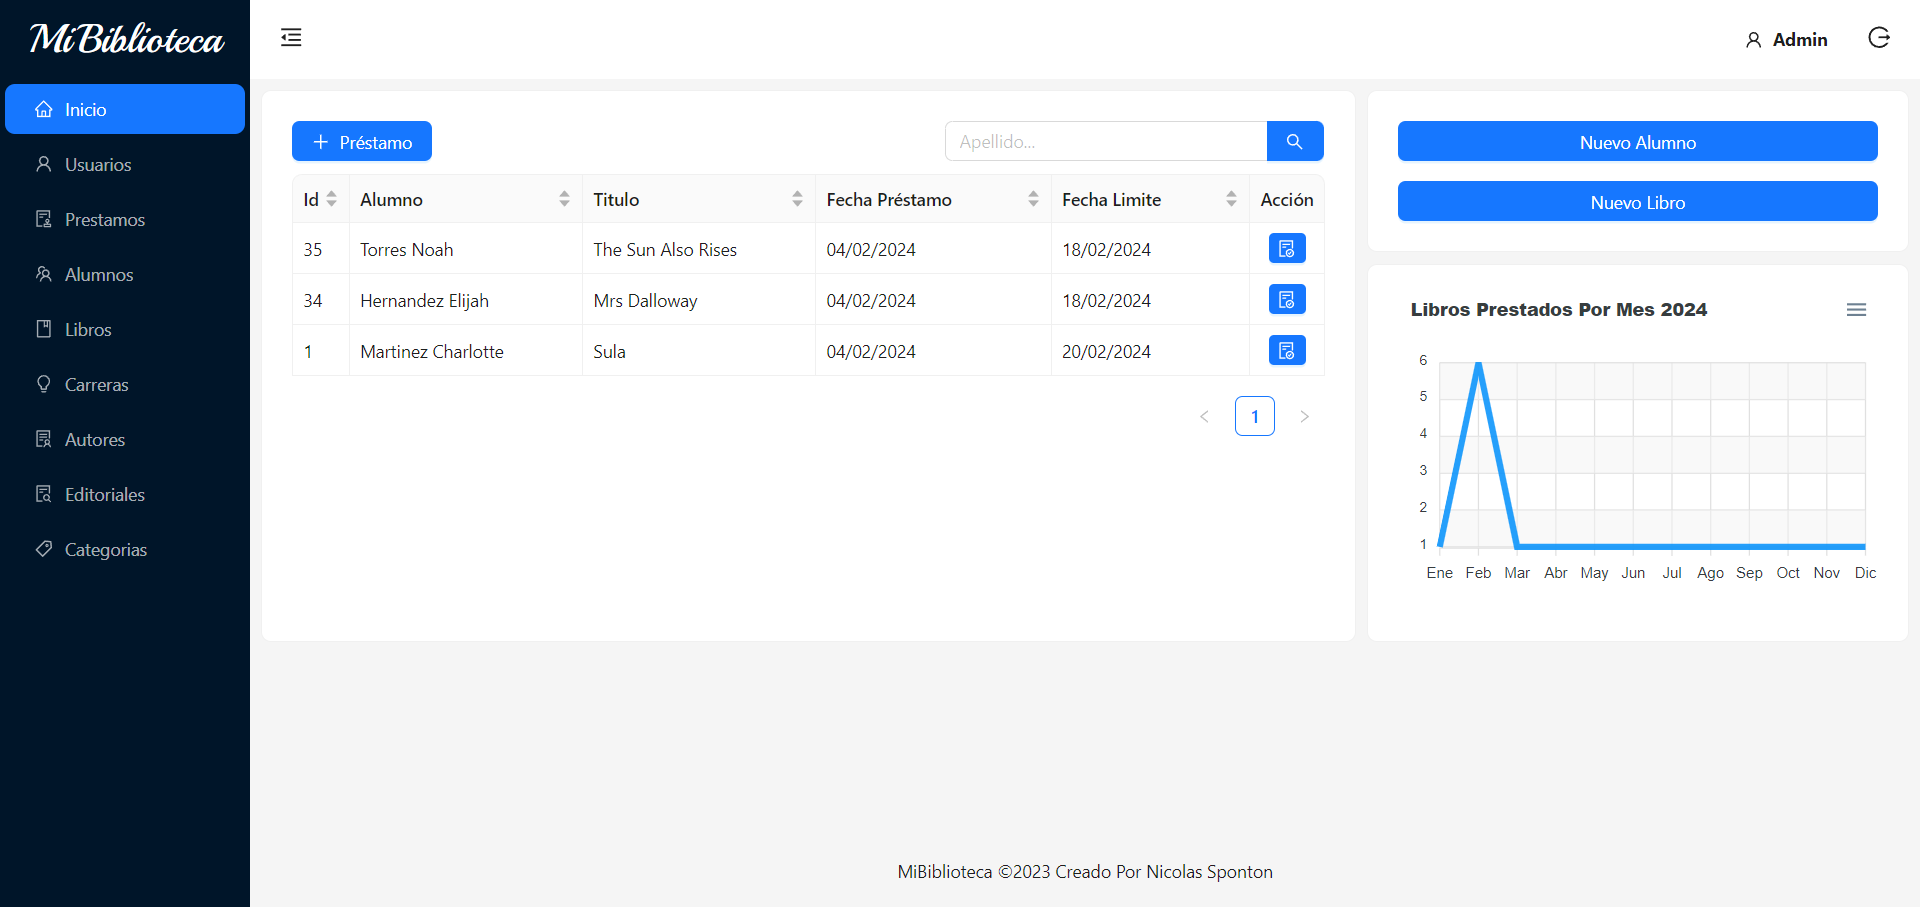 MiBiblioteca
Admin
Inicio
Usuarios
Prestamos
Alumnos
Libros
Carreras
Autores
Editoriales
Categorias
Préstamo
Apellido...
Id Alumno Titulo Fecha Préstamo Fecha Limite Acción
35 Torres Noah The Sun Also Rises 04/02/2024 18/02/2024
34 Hernandez Elijah Mrs Dalloway 04/02/2024 18/02/2024
1 Martinez Charlotte Sula 04/02/2024 20/02/2024
1
Nuevo Alumno
Nuevo Libro
Libros Prestados Por Mes 2024
6
5
4
3
2
1
Ene Feb Mar Abr May Jun Jul Ago Sep Oct Nov Dic
MiBiblioteca ©2023 Creado Por Nicolas Sponton